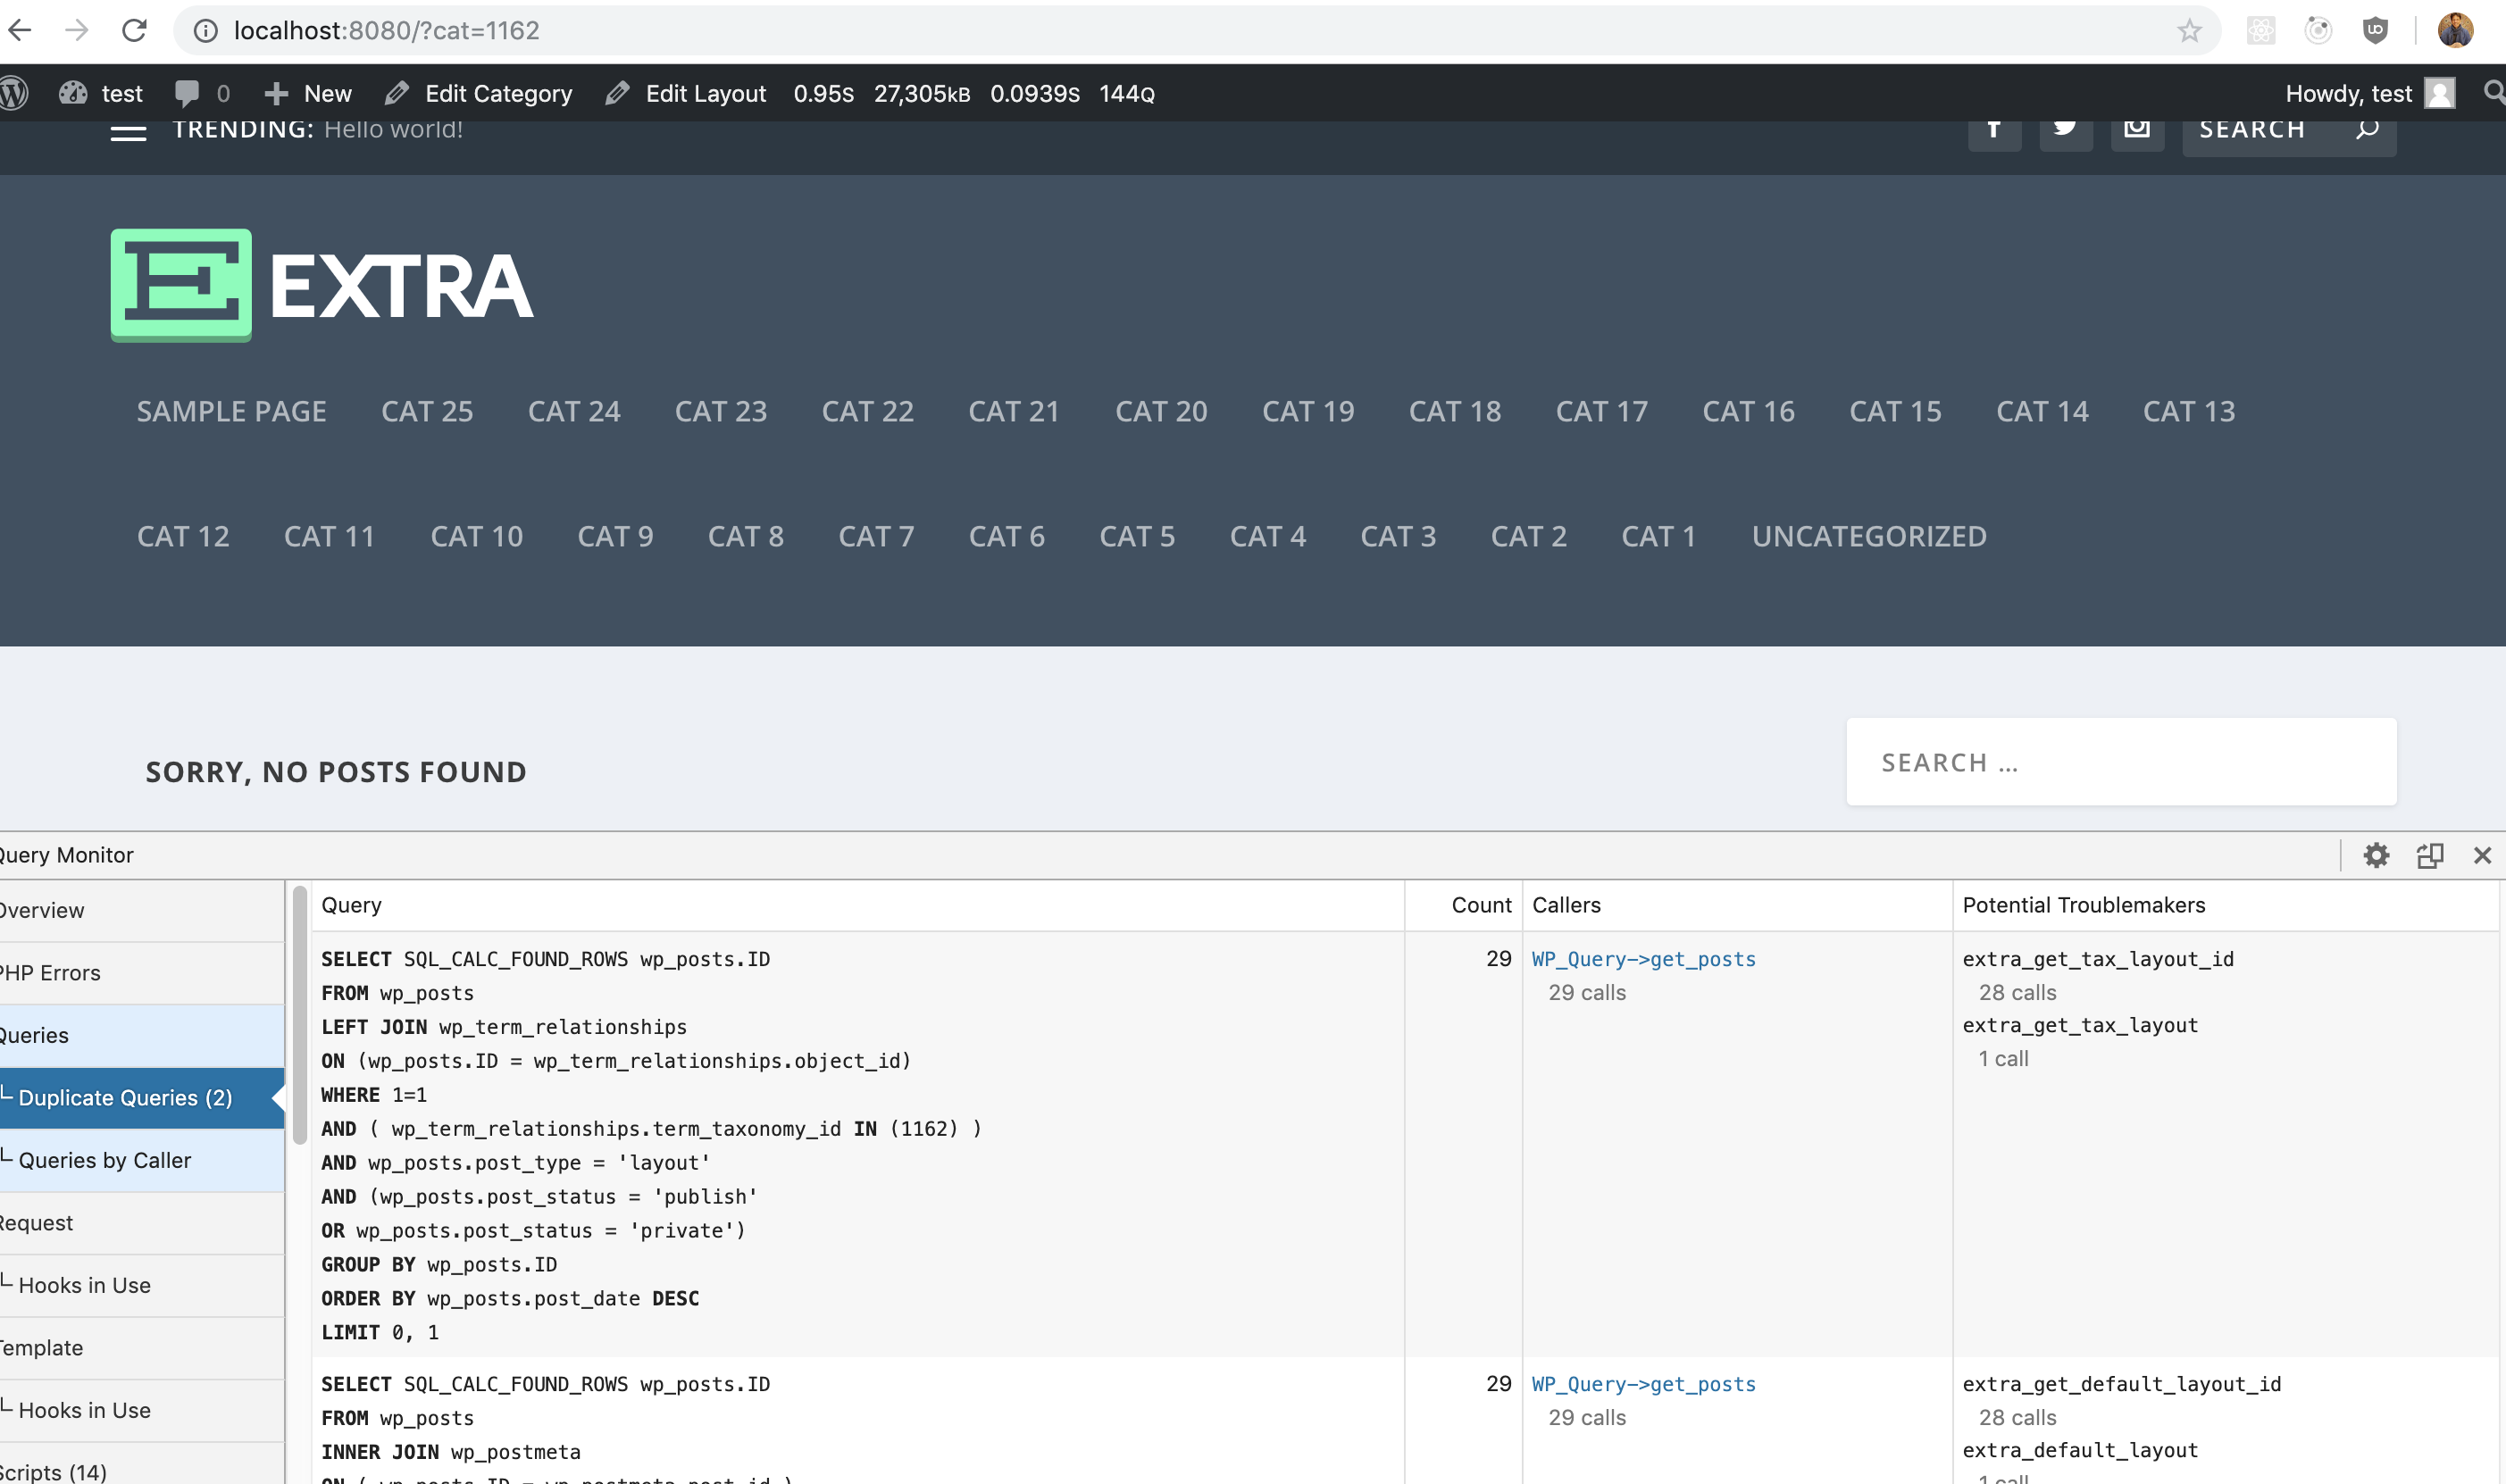 localhost:8080/?cat=1162
test 0 New Edit Category Edit Layout 0.95S 27,305kB 0.0939S 144Q Howdy, test
TRENDING: Hello world! SEARCH
E EXTRA
SAMPLE PAGE CAT 25 CAT 24 CAT 23 CAT 22 CAT 21 CAT 20 CAT 19 CAT 18 CAT 17 CAT 16 CAT 15 CAT 14 CAT 13
CAT 12 CAT 11 CAT 10 CAT 9 CAT 8 CAT 7 CAT 6 CAT 5 CAT 4 CAT 3 CAT 2 CAT 1 UNCATEGORIZED
SEARCH ...
SORRY, NO POSTS FOUND
Query Monitor
Overview
PHP Errors
Queries
Duplicate Queries (2)
Queries by Caller
Request
Hooks in Use
Template
Hooks in Use
Scripts (14)
Query Count Callers Potential Troublemakers
SELECT SQL_CALC_FOUND_ROWS wp_posts.ID 29 WP_Query->get_posts extra_get_tax_layout_id
FROM wp_posts 29 calls 28 calls
LEFT JOIN wp_term_relationships extra_get_tax_layout
ON (wp_posts.ID = wp_term_relationships.object_id) 1 call
WHERE 1=1
AND ( wp_term_relationships.term_taxonomy_id IN (1162) )
AND wp_posts.post_type = 'layout'
AND (wp_posts.post_status = 'publish'
OR wp_posts.post_status = 'private')
GROUP BY wp_posts.ID
ORDER BY wp_posts.post_date DESC
LIMIT 0, 1
SELECT SQL_CALC_FOUND_ROWS wp_posts.ID 29 WP_Query->get_posts extra_get_default_layout_id
FROM wp_posts 29 calls 28 calls
INNER JOIN wp_postmeta extra_default_layout
ON ( wp_posts.ID = wp_postmeta.post_id ) 1 call